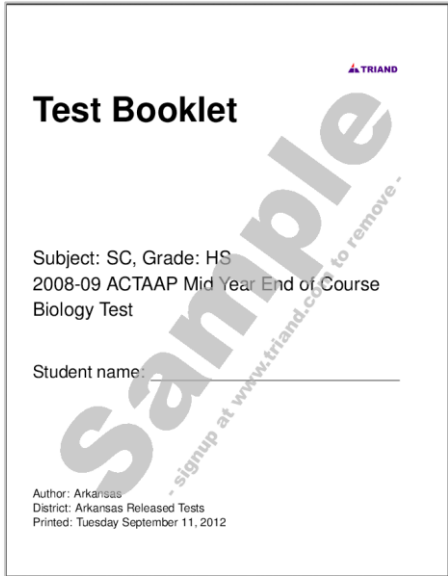 TRIAND
Test Booklet
Subject: SC, Grade: HS
2008-09 ACTAAP Mid Year End of Course
Biology Test
Student name:
Author: Arkansas
District: Arkansas Released Tests
Printed: Tuesday September 11, 2012
Sample
- signup at www.triand.com to remove -